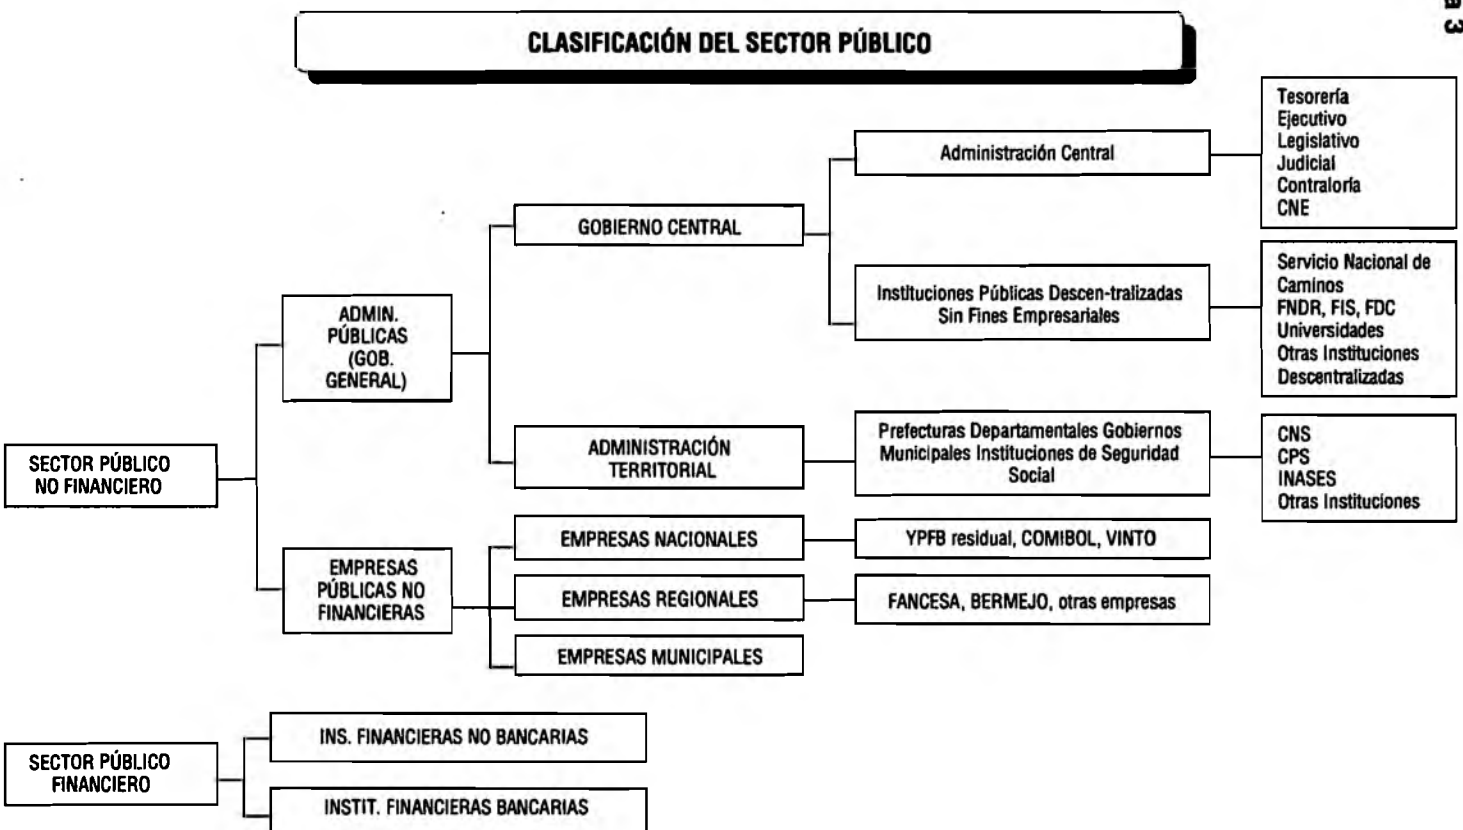 a 3
CLASIFICACIÓN DEL SECTOR PÚBLICO
Tesorería
Ejecutivo
Legislativo
Judicial
Contraloría
CNE
Administración Central
GOBIERNO CENTRAL
Instituciones Públicas Descen-tralizadas
Sin Fines Empresariales
Servicio Nacional de
Caminos
FNDR, FIS, FDC
Universidades
Otras Instituciones
Descentralizadas
ADMIN.
PÚBLICAS
(GOB.
GENERAL)
ADMINISTRACIÓN
TERRITORIAL
Prefecturas Departamentales Gobiernos
Municipales Instituciones de Seguridad
Social
CNS
CPS
INASES
Otras Instituciones
SECTOR PÚBLICO
NO FINANCIERO
EMPRESAS
PÚBLICAS NO
FINANCIERAS
EMPRESAS NACIONALES
YPFB residual, COMIBOL, VINTO
EMPRESAS REGIONALES
FANCESA, BERMEJO, otras empresas
EMPRESAS MUNICIPALES
SECTOR PÚBLICO
FINANCIERO
INS. FINANCIERAS NO BANCARIAS
INSTIT. FINANCIERAS BANCARIAS